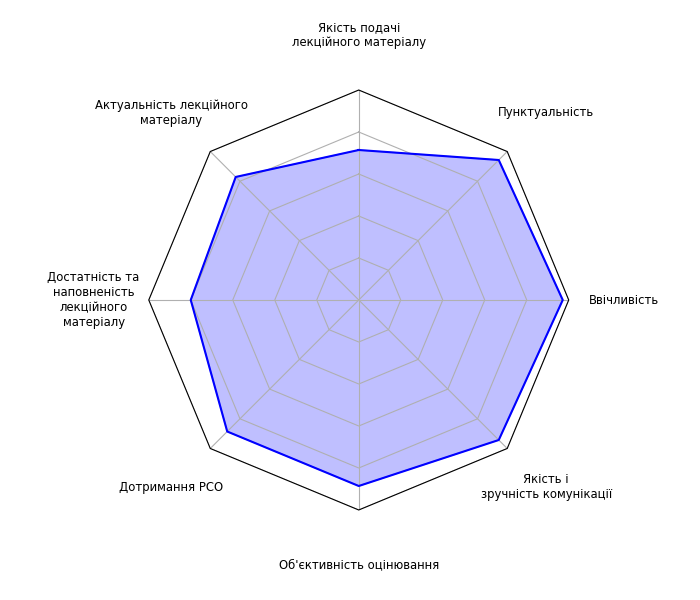 Якість подачі
лекційного матеріалу
Актуальність лекційного
матеріалу
Пунктуальність
Достатність та
наповненість
лекційного
матеріалу
Ввічливість
Дотримання РСО
Якість і
зручність комунікації
Об'єктивність оцінювання